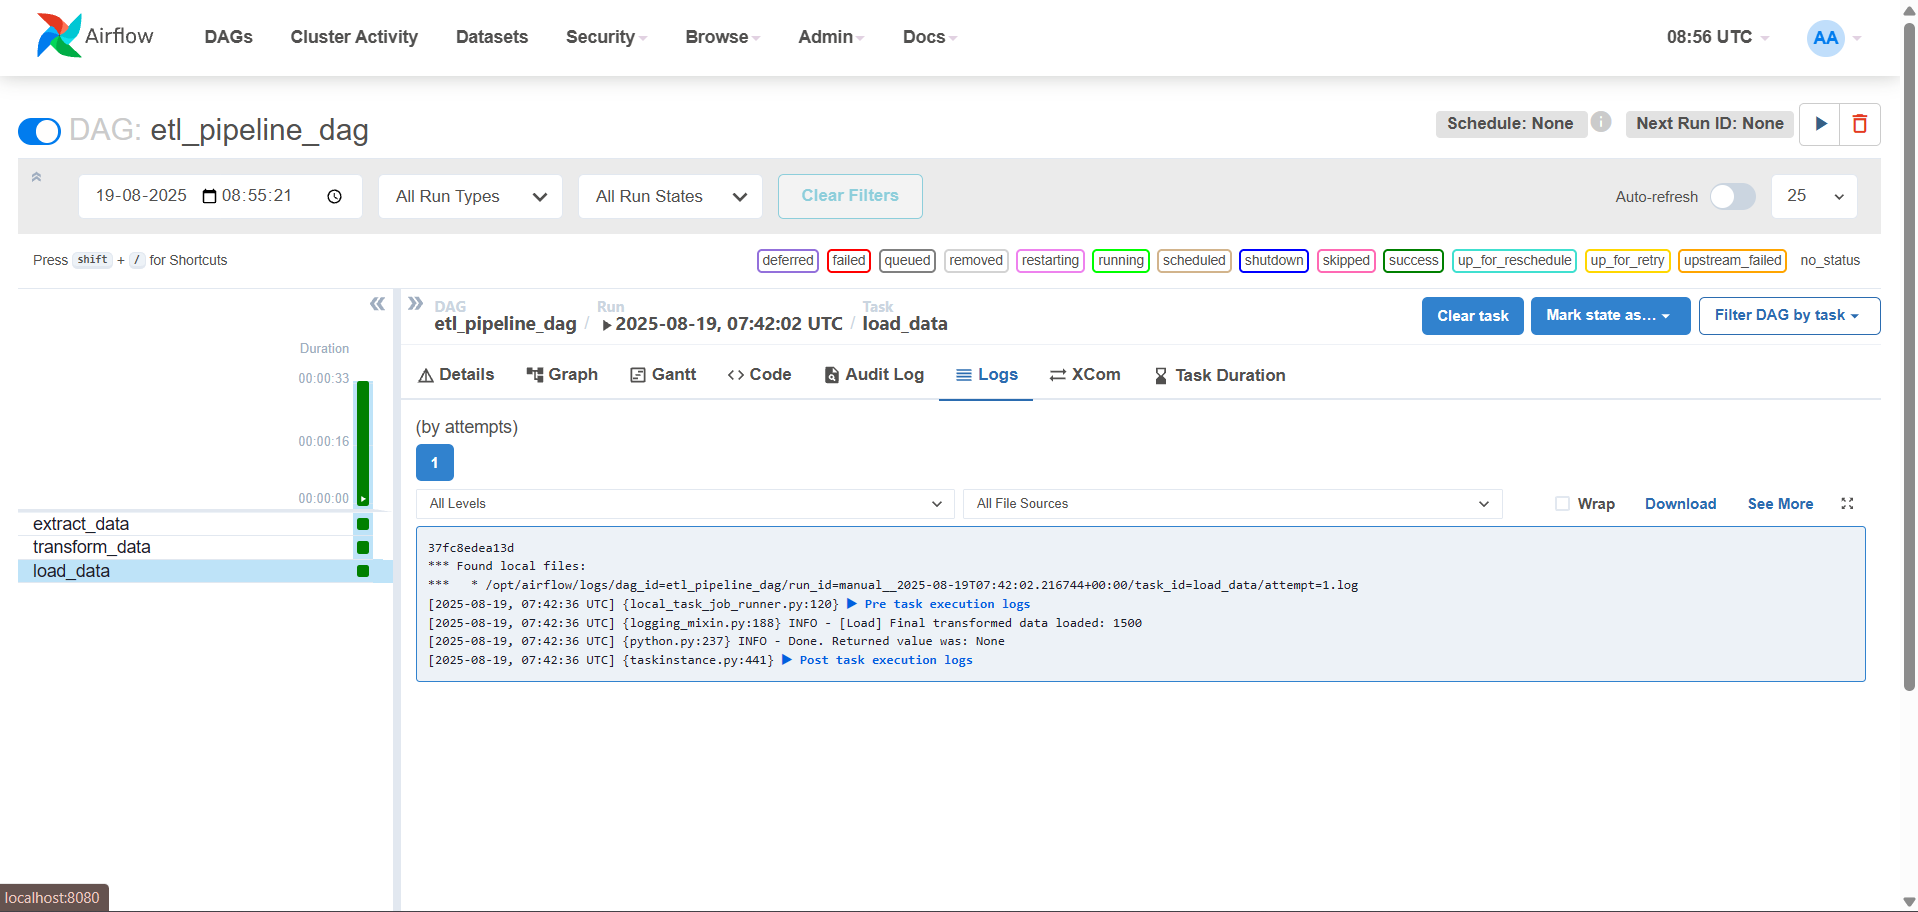 Airflow DAGs Cluster Activity Datasets Security Browse Admin Docs 08:56 UTC AA
DAG: etl_pipeline_dag Schedule: None i Next Run ID: None
19-08-2025 08:55:21 All Run Types All Run States Clear Filters Auto-refresh 25
Press shift + / for Shortcuts deferred failed queued removed restarting running scheduled shutdown skipped success up_for_reschedule up_for_retry upstream_failed no_status
DAG Run Task
etl_pipeline_dag / 2025-08-19, 07:42:02 UTC / load_data Clear task Mark state as... Filter DAG by task
Duration
00:00:33
00:00:16
00:00:00
extract_data
transform_data
load_data
Details Graph Gantt Code Audit Log Logs XCom Task Duration
(by attempts)
1
All Levels All File Sources Wrap Download See More
37fc8edea13d
*** Found local files:
***   * /opt/airflow/logs/dag_id=etl_pipeline_dag/run_id=manual__2025-08-19T07:42:02.216744+00:00/task_id=load_data/attempt=1.log
[2025-08-19, 07:42:36 UTC] {local_task_job_runner.py:120} ▶ Pre task execution logs
[2025-08-19, 07:42:36 UTC] {logging_mixin.py:188} INFO - [Load] Final transformed data loaded: 1500
[2025-08-19, 07:42:36 UTC] {python.py:237} INFO - Done. Returned value was: None
[2025-08-19, 07:42:36 UTC] {taskinstance.py:441} ▶ Post task execution logs
localhost:8080